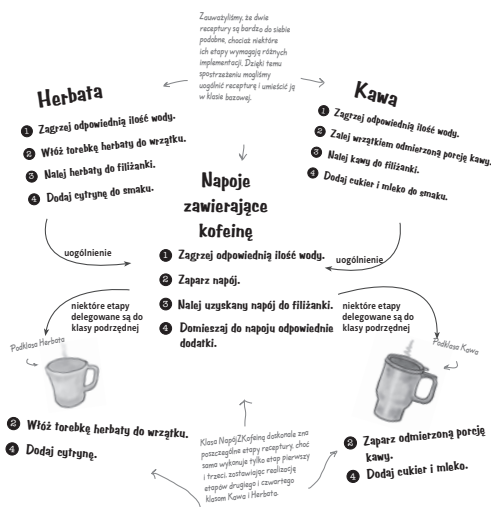 Zauważyliśmy, że dwie
receptury są bardzo do siebie
podobne, chociaż niektóre
ich etapy wymagają różnych
implementacji. Dzięki temu
spostrzeżeniu mogliśmy
uogólnić recepturę i umieścić ją
w klasie bazowej.
Herbata
1 Zagrzej odpowiednią ilość wody.
2 Włóż torebkę herbaty do wrzątku.
3 Nalej herbaty do filiżanki.
4 Dodaj cytrynę do smaku.
Kawa
1 Zagrzej odpowiednią ilość wody.
2 Zalej wrzątkiem odmierzoną porcję kawy.
3 Nalej kawy do filiżanki.
4 Dodaj cukier i mleko do smaku.
Napoje
zawierające
kofeinę
1 Zagrzej odpowiednią ilość wody.
2 Zaparz napój.
3 Nalej uzyskany napój do filiżanki.
4 Domieszaj do napoju odpowiednie
dodatki.
uogólnienie
uogólnienie
niektóre etapy
delegowane są do
klasy podrzędnej
niektóre etapy
delegowane są do
klasy podrzędnej
Podklasa Herbata
2 Włóż torebkę herbaty do wrzątku.
4 Dodaj cytrynę.
Podklasa Kawa
2 Zaparz odmierzoną porcję
kawy.
4 Dodaj cukier i mleko.
Klasa NapójZKofeiną doskonale zna
poszczególne etapy receptury, choć
sama wykonuje tylko etap pierwszy
i trzeci, zostawiając realizację
etapów drugiego i czwartego
klasom Kawa i Herbata.